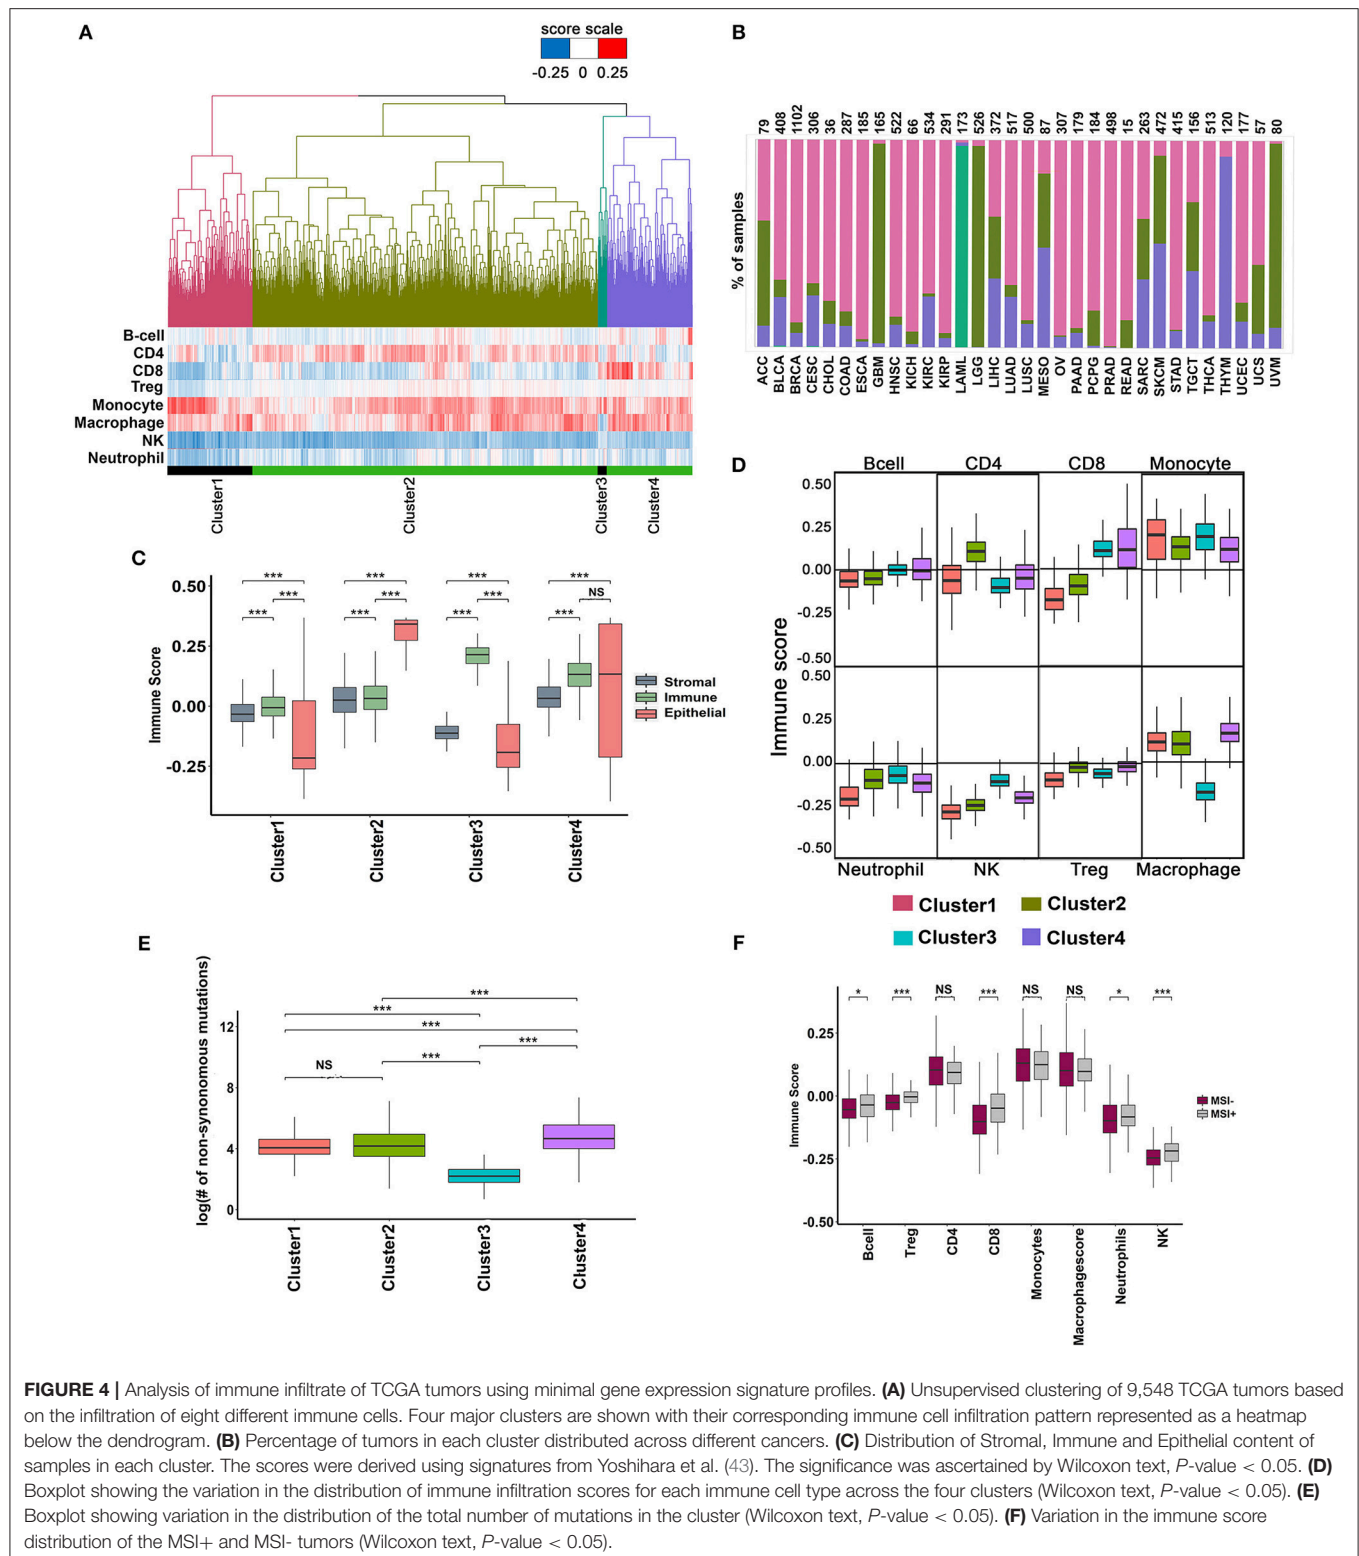 A
score scale
-0.25 0 0.25
B-cell
CD4
CD8
Treg
Monocyte
Macrophage
NK
Neutrophil
Cluster1
Cluster2
Cluster3
Cluster4
B
79 408 1102 306 36 287 185 165 522 66 534 291 173 526 372 517 500 87 307 179 184 498 15 263 472 415 156 513 120 177 57 80
% of samples
ACC BLCA BRCA CESC CHOL COAD ESCA GBM HNSC KICH KIRC KIRP LAML LGG LIHC LUAD LUSC MESO OV PAAD PCPG PRAD READ SARC SKCM STAD TGCT THCA THYM UCEC UCS UVM
C
*** *** *** ***
*** *** *** NS
*** *** *** ***
0.50
0.25
0.00
-0.25
Immune Score
Stromal
Immune
Epithelial
Cluster1
Cluster2
Cluster3
Cluster4
D
Bcell CD4 CD8 Monocyte
0.50
0.25
0.00
-0.25
-0.50
0.50
0.25
0.00
-0.25
-0.50
Immune score
Neutrophil NK Treg Macrophage
Cluster1 Cluster2
Cluster3 Cluster4
E
log(# of non-synonomous mutations)
12
8
4
0
***
***
***
*** ***
NS
Cluster1
Cluster2
Cluster3
Cluster4
F
* *** NS *** NS NS * ***
0.25
0.00
-0.25
-0.50
Immune Score
MSI-
MSI+
Bcell
Treg
CD4
CD8
Monocytes
Macrophagescore
Neutrophils
NK
FIGURE 4 | Analysis of immune infiltrate of TCGA tumors using minimal gene expression signature profiles. (A) Unsupervised clustering of 9,548 TCGA tumors based
on the infiltration of eight different immune cells. Four major clusters are shown with their corresponding immune cell infiltration pattern represented as a heatmap
below the dendrogram. (B) Percentage of tumors in each cluster distributed across different cancers. (C) Distribution of Stromal, Immune and Epithelial content of
samples in each cluster. The scores were derived using signatures from Yoshihara et al. (43). The significance was ascertained by Wilcoxon text, P-value < 0.05. (D)
Boxplot showing the variation in the distribution of immune infiltration scores for each immune cell type across the four clusters (Wilcoxon text, P-value < 0.05). (E)
Boxplot showing variation in the distribution of the total number of mutations in the cluster (Wilcoxon text, P-value < 0.05). (F) Variation in the immune score
distribution of the MSI+ and MSI- tumors (Wilcoxon text, P-value < 0.05).